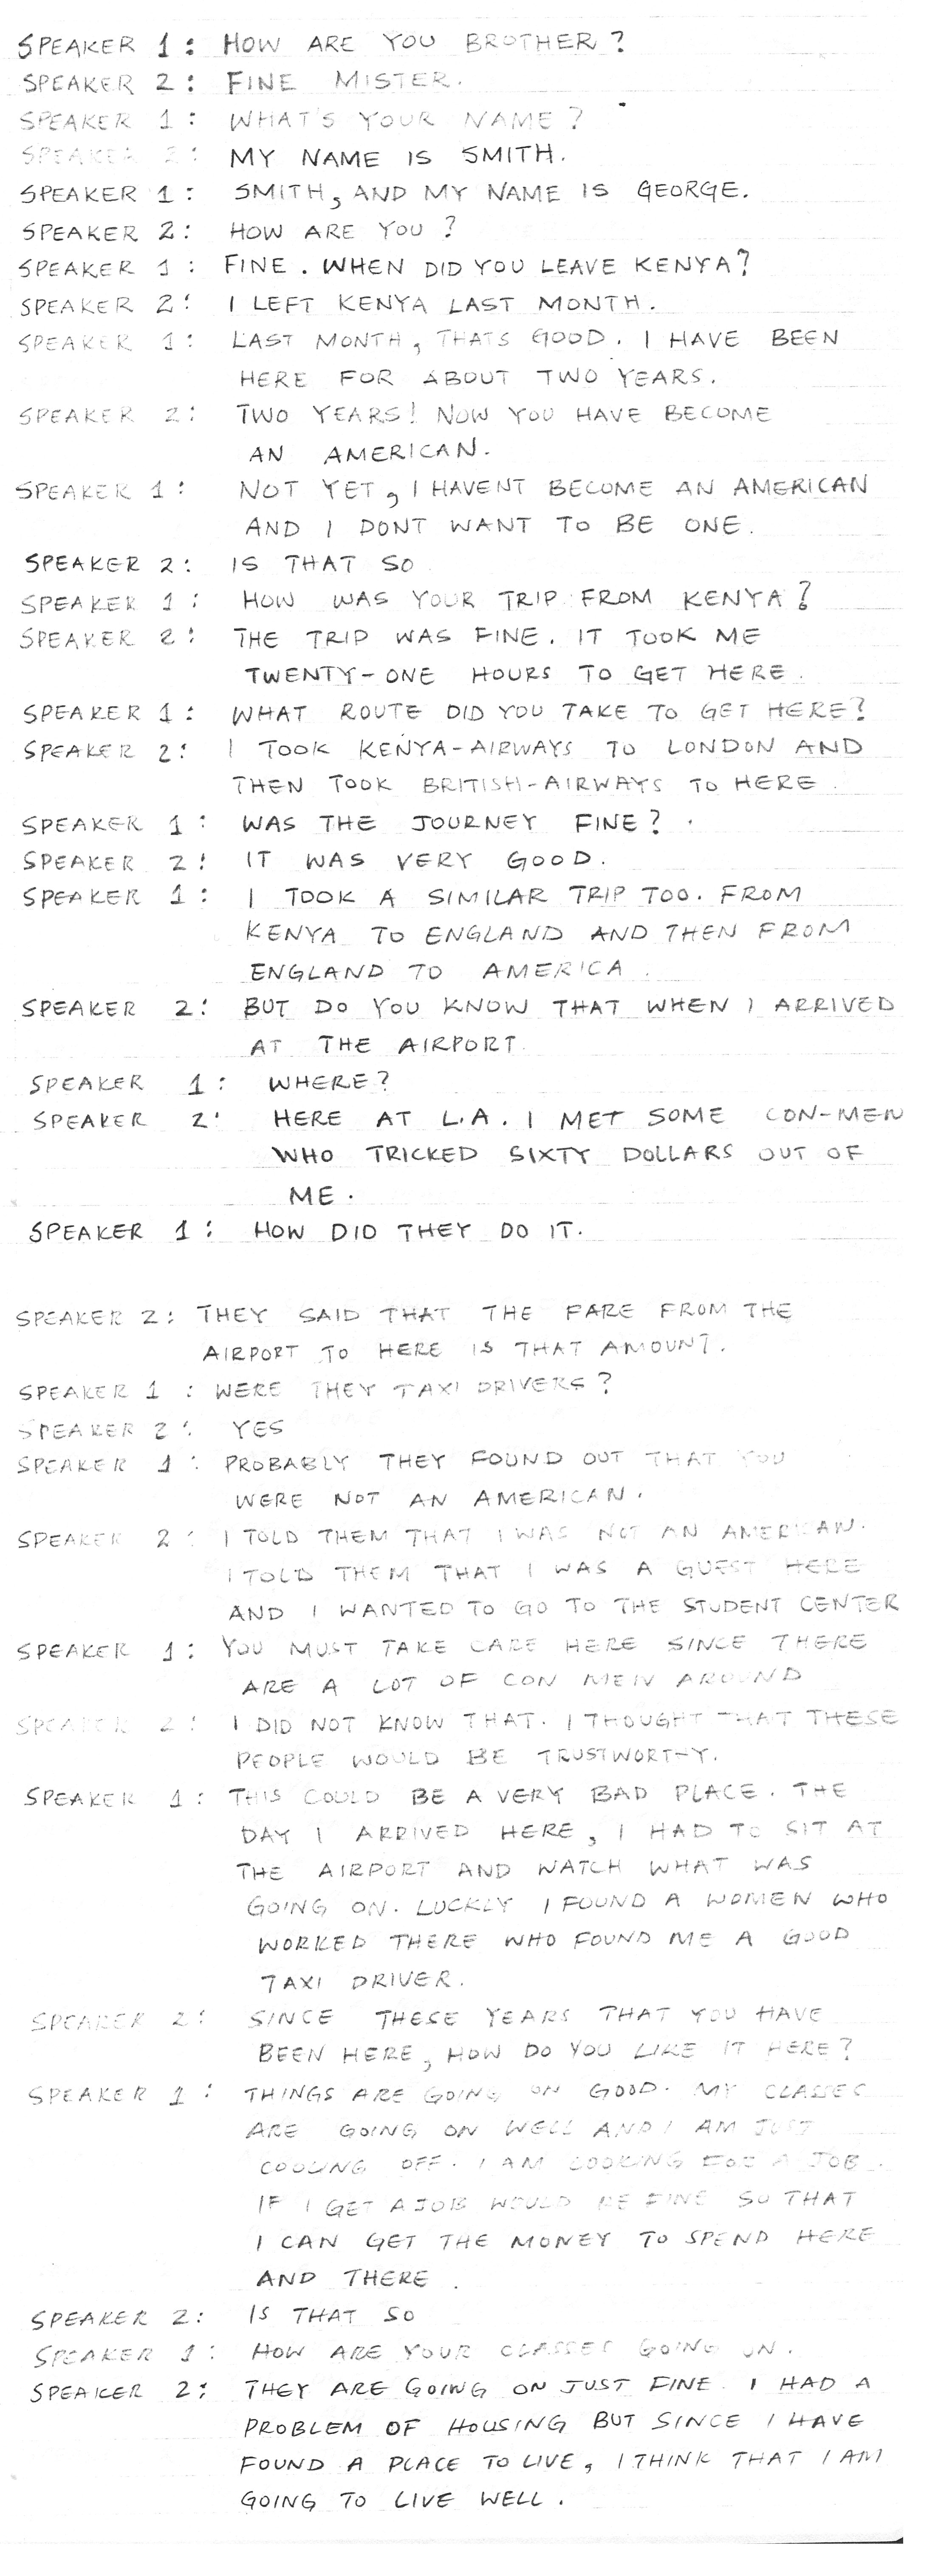 SPEAKER 1: HOW ARE YOU BROTHER?
SPEAKER 2: FINE MISTER.
SPEAKER 1: WHAT'S YOUR NAME?
SPEAKER 2: MY NAME IS SMITH.
SPEAKER 1: SMITH, AND MY NAME IS GEORGE.
SPEAKER 2: HOW ARE YOU?
SPEAKER 1: FINE. WHEN DID YOU LEAVE KENYA?
SPEAKER 2: I LEFT KENYA LAST MONTH.
SPEAKER 1: LAST MONTH, THATS GOOD. I HAVE BEEN
HERE FOR ABOUT TWO YEARS.
SPEAKER 2: TWO YEARS! NOW YOU HAVE BECOME
AN AMERICAN.
SPEAKER 1: NOT YET, I HAVENT BECOME AN AMERICAN
AND I DONT WANT TO BE ONE.
SPEAKER 2: IS THAT SO
SPEAKER 1: HOW WAS YOUR TRIP FROM KENYA?
SPEAKER 2: THE TRIP WAS FINE. IT TOOK ME
TWENTY-ONE HOURS TO GET HERE.
SPEAKER 1: WHAT ROUTE DID YOU TAKE TO GET HERE?
SPEAKER 2: I TOOK KENYA-AIRWAYS TO LONDON AND
THEN TOOK BRITISH-AIRWAYS TO HERE.
SPEAKER 1: WAS THE JOURNEY FINE?
SPEAKER 2: IT WAS VERY GOOD.
SPEAKER 1: I TOOK A SIMILAR TRIP TOO. FROM
KENYA TO ENGLAND AND THEN FROM
ENGLAND TO AMERICA.
SPEAKER 2: BUT DO YOU KNOW THAT WHEN I ARRIVED
AT THE AIRPORT
SPEAKER 1: WHERE?
SPEAKER 2: HERE AT L.A. I MET SOME CON-MEN
WHO TRICKED SIXTY DOLLARS OUT OF
ME.
SPEAKER 1: HOW DID THEY DO IT.
SPEAKER 2: THEY SAID THAT THE FARE FROM THE
AIRPORT TO HERE IS THAT AMOUNT.
SPEAKER 1: WERE THEY TAXI DRIVERS?
SPEAKER 2: YES
SPEAKER 1: PROBABLY THEY FOUND OUT THAT YOU
WERE NOT AN AMERICAN.
SPEAKER 2: I TOLD THEM THAT I WAS NOT AN AMERICAN.
I TOLD THEM THAT I WAS A GUEST HERE
AND I WANTED TO GO TO THE STUDENT CENTER
SPEAKER 1: YOU MUST TAKE CARE HERE SINCE THERE
ARE A LOT OF CON MEN AROUND
SPEAKER 2: I DID NOT KNOW THAT. I THOUGHT THAT THESE
PEOPLE WOULD BE TRUSTWORTHY.
SPEAKER 1: THIS COULD BE A VERY BAD PLACE. THE
DAY I ARRIVED HERE, I HAD TO SIT AT
THE AIRPORT AND WATCH WHAT WAS
GOING ON. LUCKLY I FOUND A WOMEN WHO
WORKED THERE WHO FOUND ME A GOOD
TAXI DRIVER.
SPEAKER 2: SINCE THESE YEARS THAT YOU HAVE
BEEN HERE, HOW DO YOU LIKE IT HERE?
SPEAKER 1: THINGS ARE GOING ON GOOD. MY CLASSES
ARE GOING ON WELL AND I AM JUST
COOLING OFF. I AM LOOKING FOR A JOB.
IF I GET A JOB WOULD BE FINE SO THAT
I CAN GET THE MONEY TO SPEND HERE
AND THERE.
SPEAKER 2: IS THAT SO
SPEAKER 1: HOW ARE YOUR CLASSES GOING ON.
SPEAKER 2: THEY ARE GOING ON JUST FINE. I HAD A
PROBLEM OF HOUSING BUT SINCE I HAVE
FOUND A PLACE TO LIVE, I THINK THAT I AM
GOING TO LIVE WELL.